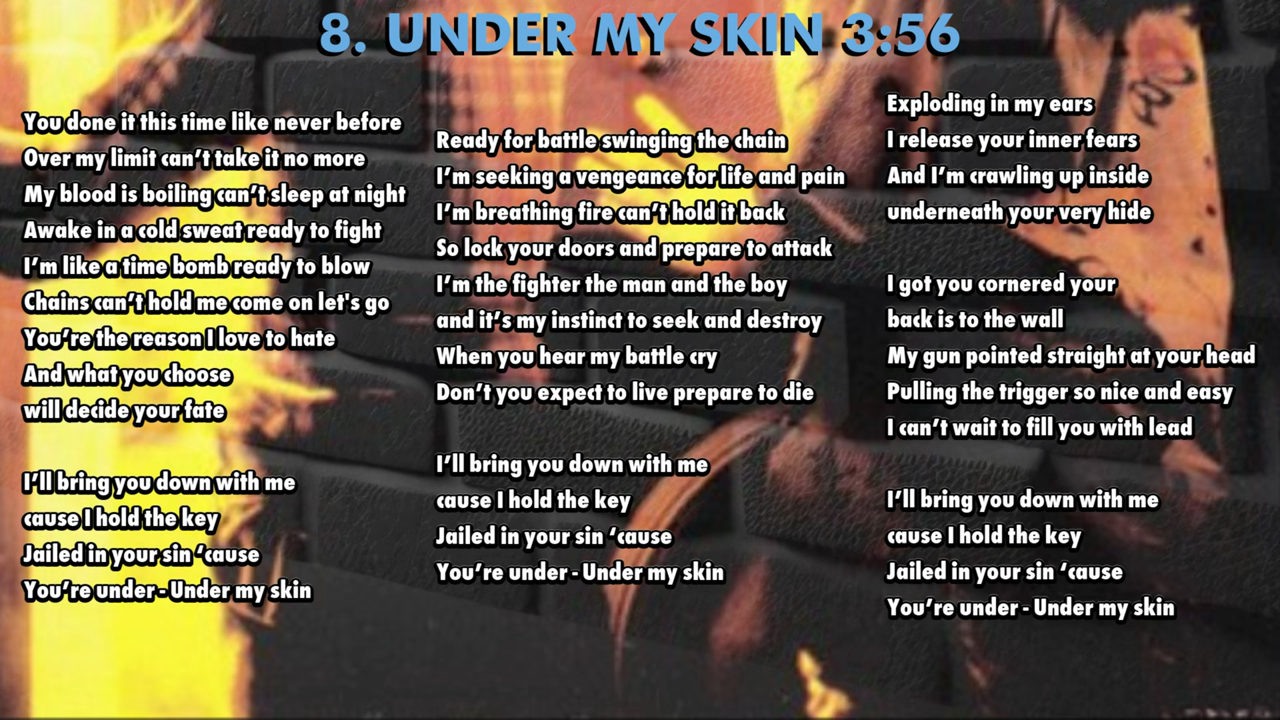 8. UNDER MY SKIN 3:56
You done it this time like never before
Over my limit can’t take it no more
My blood is boiling can’t sleep at night
Awake in a cold sweat ready to fight
I’m like a time bomb ready to blow
Chains can’t hold me come on let's go
You’re the reason I love to hate
And what you choose
will decide your fate
I’ll bring you down with me
cause I hold the key
Jailed in your sin ‘cause
You’re under - Under my skin
Ready for battle swinging the chain
I’m seeking a vengeance for life and pain
I’m breathing fire can’t hold it back
So lock your doors and prepare to attack
I’m the fighter the man and the boy
and it’s my instinct to seek and destroy
When you hear my battle cry
Don’t you expect to live prepare to die
I’ll bring you down with me
cause I hold the key
Jailed in your sin ‘cause
You’re under - Under my skin
Exploding in my ears
I release your inner fears
And I’m crawling up inside
underneath your very hide
I got you cornered your
back is to the wall
My gun pointed straight at your head
Pulling the trigger so nice and easy
I can’t wait to fill you with lead
I’ll bring you down with me
cause I hold the key
Jailed in your sin ‘cause
You’re under - Under my skin